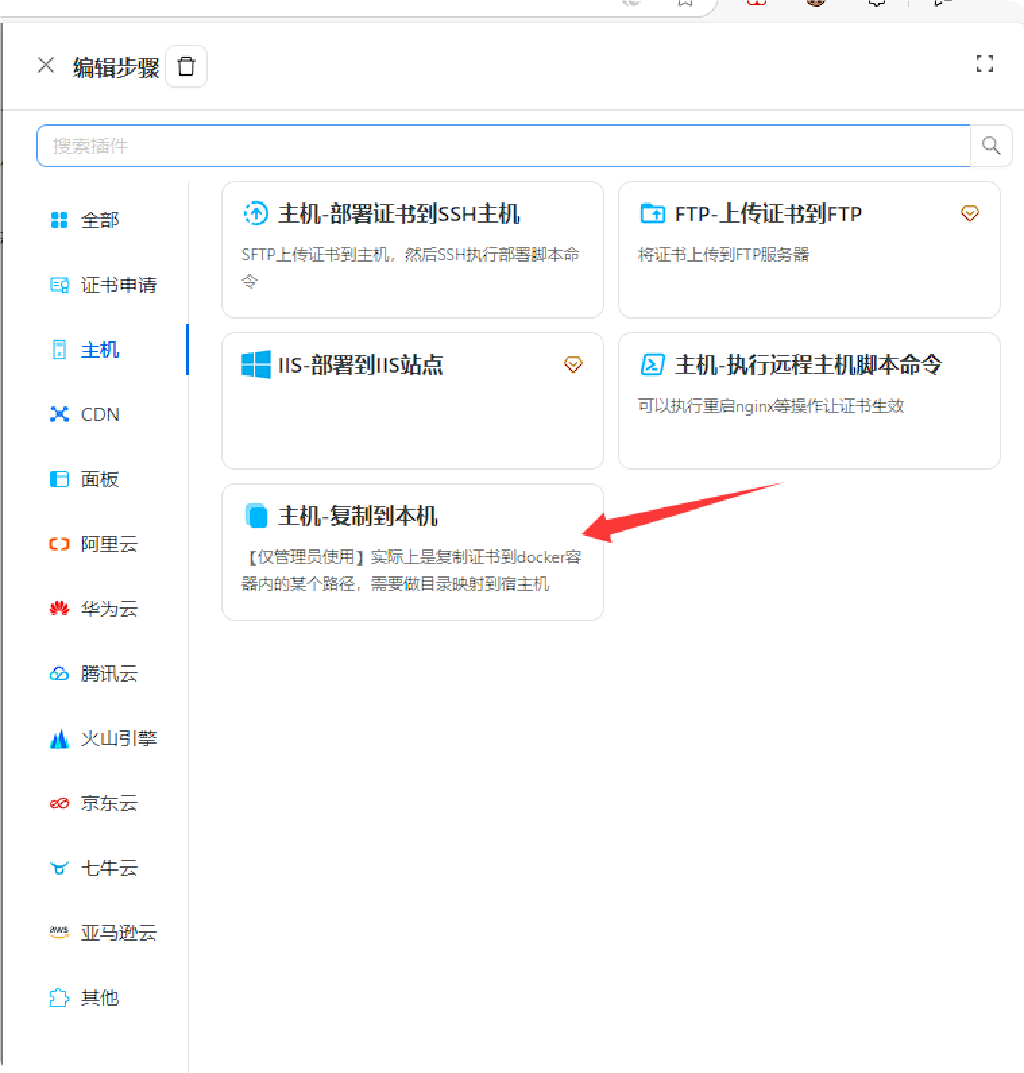 编辑步骤
搜索插件
全部
证书申请
主机
CDN
面板
阿里云
华为云
腾讯云
火山引擎
京东云
七牛云
aws
亚马逊云
其他
主机-部署证书到SSH主机
SFTP上传证书到主机，然后SSH执行部署脚本命
令
FTP-上传证书到FTP
将证书上传到FTP服务器
IIS-部署到IIS站点
主机-执行远程主机脚本命令
可以执行重启nginx等操作让证书生效
主机-复制到本机
【仅管理员使用】实际上是复制证书到docker容
器内的某个路径，需要做目录映射到宿主机